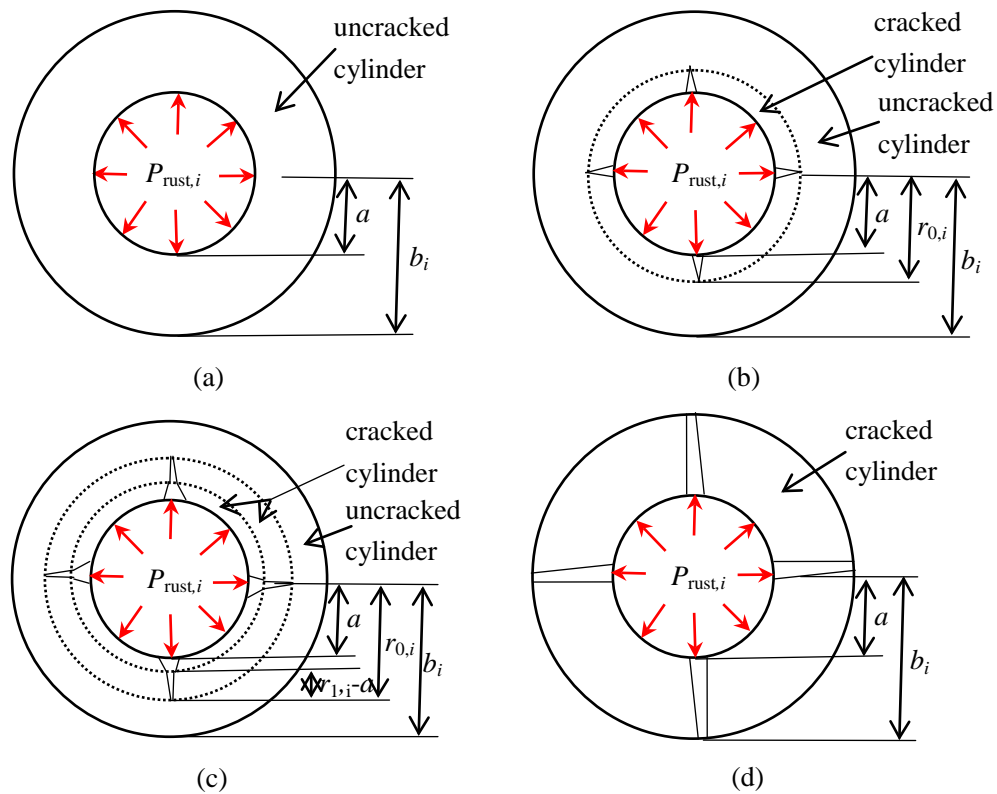 uncracked
cylinder
P_rust,i
a
b_i
(a)
cracked
cylinder
uncracked
cylinder
P_rust,i
a
r_0,i
b_i
(b)
cracked
cylinder
uncracked
cylinder
P_rust,i
a
r_0,i
b_i
r_1,i-a
(c)
cracked
cylinder
P_rust,i
a
b_i
(d)